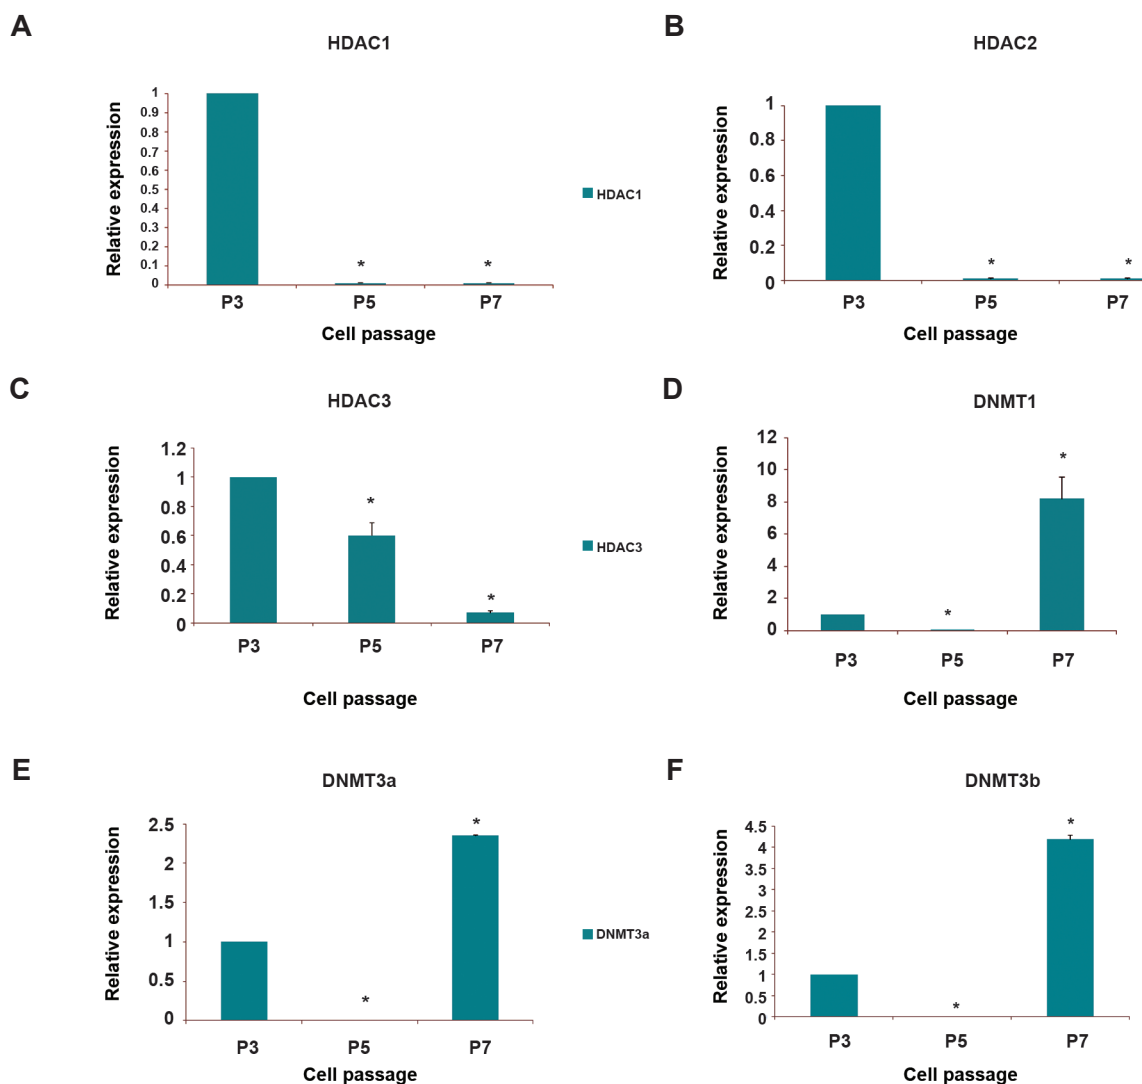 A
HDAC1
Relative expression
1
0.9
0.8
0.7
0.6
0.5
0.4
0.3
0.2
0.1
0
* *
P3 P5 P7
Cell passage
HDAC1
B
HDAC2
Relative expression
1
0.8
0.6
0.4
0.2
0
* *
P3 P5 P7
Cell passage
C
HDAC3
Relative expression
1.2
1
0.8
0.6
0.4
0.2
0
*
*
P3 P5 P7
Cell passage
HDAC3
D
DNMT1
Relative expression
12
10
8
6
4
2
0
*
*
P3 P5 P7
Cell passage
E
DNMT3a
Relative expression
2.5
2
1.5
1
0.5
0
*
*
P3 P5 P7
Cell passage
DNMT3a
F
DNMT3b
Relative expression
4.5
4
3.5
3
2.5
2
1.5
1
0.5
0
*
*
P3 P5 P7
Cell passage